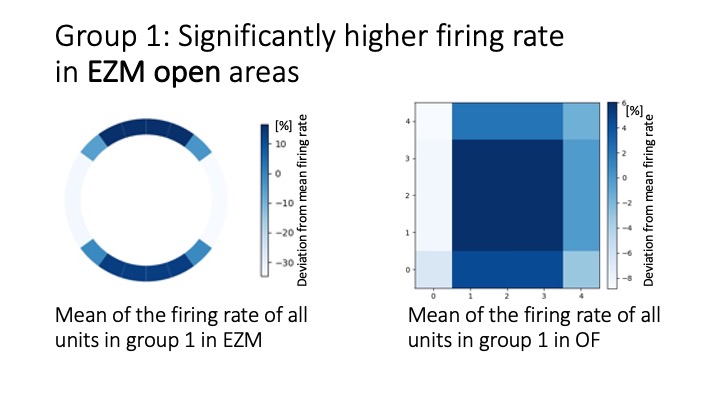 Group 1: Significantly higher firing rate
in EZM open areas
[%]
10
0
−10
−20
−30
Deviation from mean firing rate
4
3
2
1
0
0 1 2 3 4
6
[%]
4
2
0
−2
−4
−6
−8
Deviation from mean firing rate
Mean of the firing rate of all
units in group 1 in EZM
Mean of the firing rate of all
units in group 1 in OF